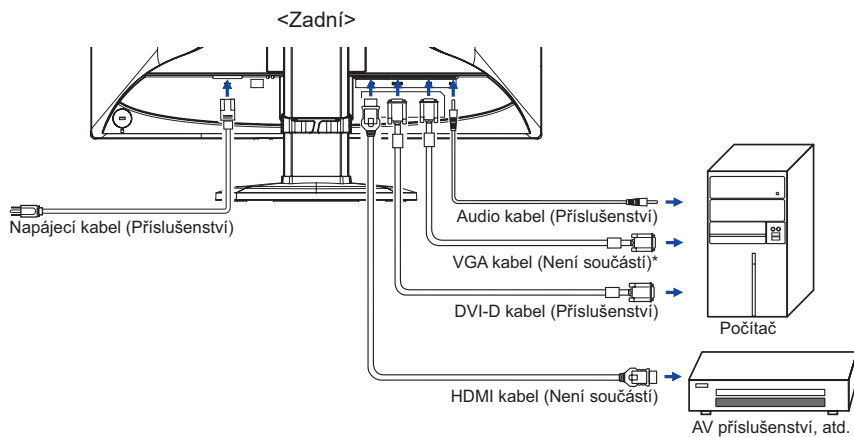 <Zadní>
Napájecí kabel (Příslušenství)
Audio kabel (Příslušenství)
VGA kabel (Není součástí)*
DVI-D kabel (Příslušenství)
Počítač
HDMI kabel (Není součástí)
AV příslušenství, atd.